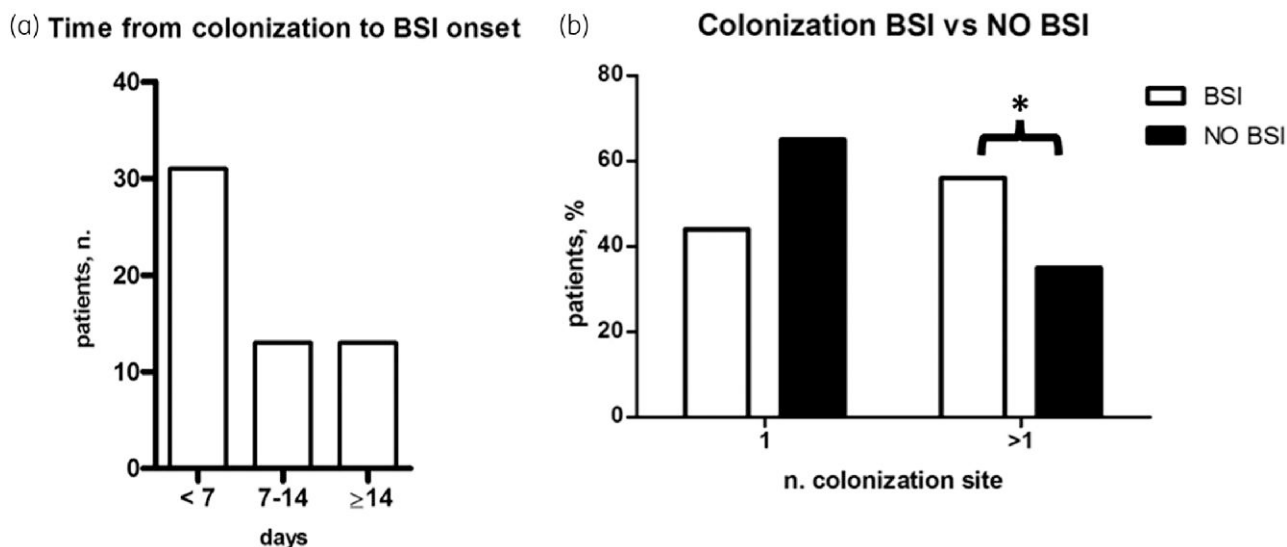 (a) Time from colonization to BSI onset
40
30
20
10
0
patients, n.
< 7 7-14 ≥14
days
(b) Colonization BSI vs NO BSI
80
60
40
20
0
patients, %
*
BSI
NO BSI
1 >1
n. colonization site